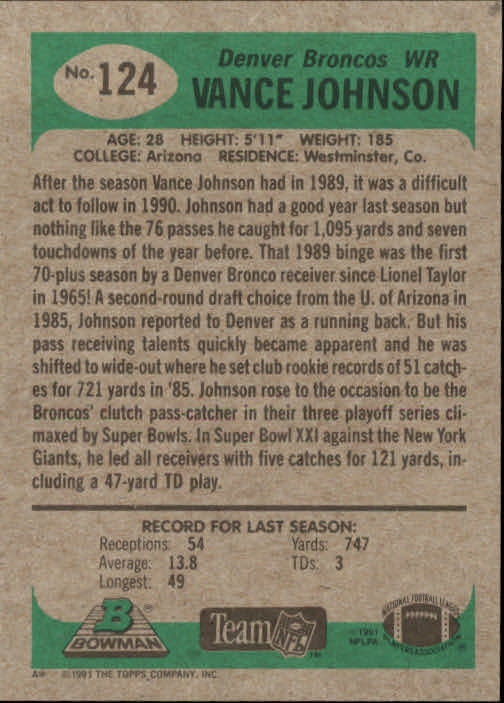 No. 124
Denver Broncos WR
VANCE JOHNSON
AGE: 28 HEIGHT: 5'11" WEIGHT: 185
COLLEGE: Arizona RESIDENCE: Westminster, Co.
After the season Vance Johnson had in 1989, it was a difficult
act to follow in 1990. Johnson had a good year last season but
nothing like the 76 passes he caught for 1,095 yards and seven
touchdowns of the year before. That 1989 binge was the first
70-plus season by a Denver Bronco receiver since Lionel Taylor
in 1965! A second-round draft choice from the U. of Arizona in
1985, Johnson reported to Denver as a running back. But his
pass receiving talents quickly became apparent and he was
shifted to wide-out where he set club rookie records of 51 catch-
es for 721 yards in '85. Johnson rose to the occasion to be the
Broncos' clutch pass-catcher in their three playoff series cli-
maxed by Super Bowls. In Super Bowl XXI against the New York
Giants, he led all receivers with five catches for 121 yards, in-
cluding a 47-yard TD play.
RECORD FOR LAST SEASON:
Receptions: 54 Yards: 747
Average: 13.8 TDs: 3
Longest: 49
B ®
BOWMAN
Team NFL
TM
© 1991
NFLPA
NATIONAL FOOTBALL LEAGUE
PLAYERS ASSOCIATION ®
A* © 1991 THE TOPPS COMPANY, INC.